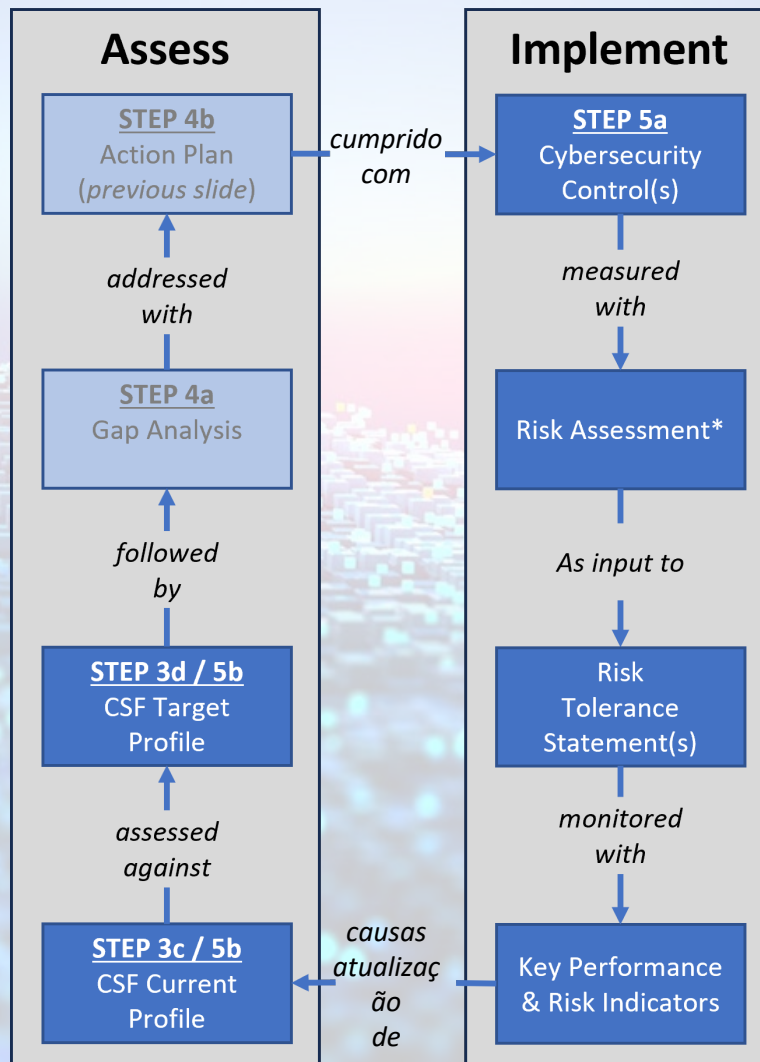 Assess
STEP 4b
Action Plan
(previous slide)
addressed
with
STEP 4a
Gap Analysis
followed
by
STEP 3d / 5b
CSF Target
Profile
assessed
against
STEP 3c / 5b
CSF Current
Profile
cumprido
com
causas
atualizaç
ão
de
Implement
STEP 5a
Cybersecurity
Control(s)
measured
with
Risk Assessment*
As input to
Risk
Tolerance
Statement(s)
monitored
with
Key Performance
& Risk Indicators